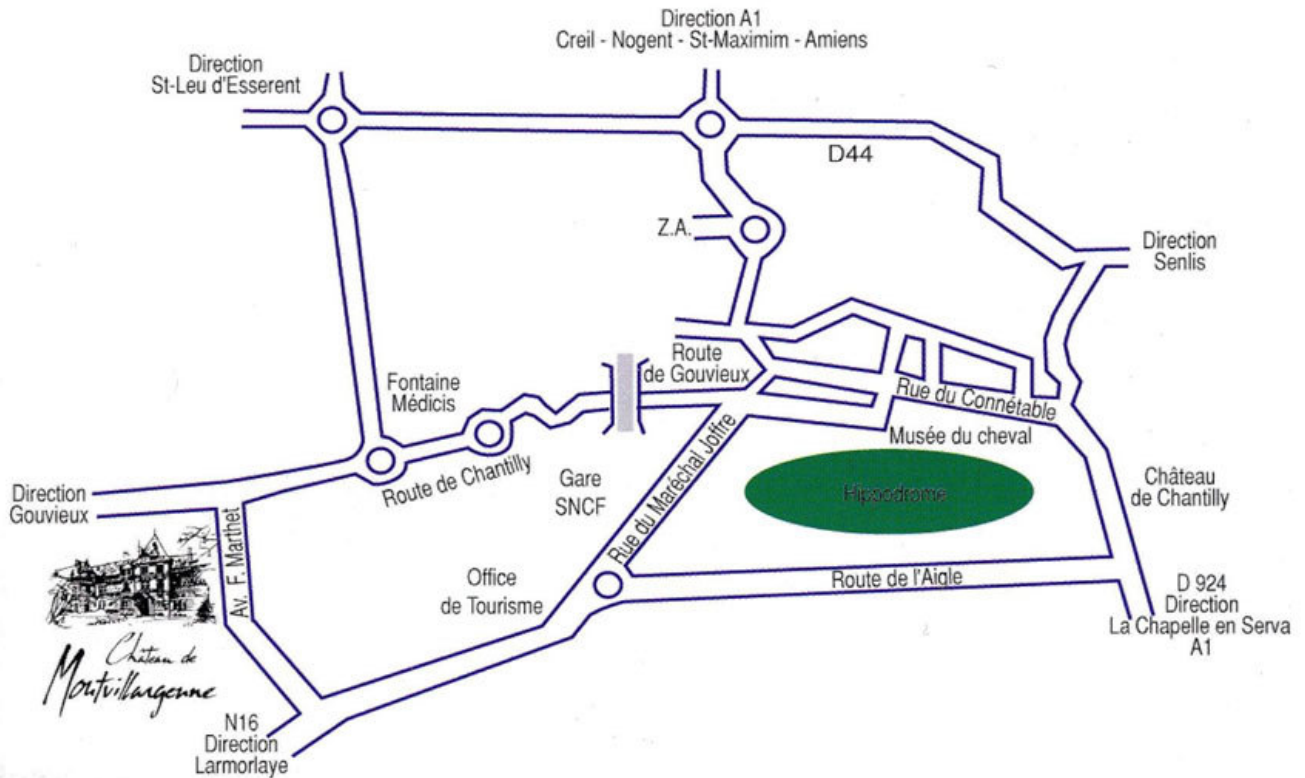 Direction A1
Creil - Nogent - St-Maximim - Amiens
Direction
St-Leu d'Esserent
D44
Z.A.
Direction
Senlis
Route
de Gouvieux
Fontaine
Médicis
Rue du Connétable
Musée du cheval
Route de Chantilly
Gare
SNCF
Rue du Maréchal Joffre
Hippodrome
Château
de Chantilly
Direction
Gouvieux
Av. F. Marthet
Office
de Tourisme
Route de l'Aigle
D 924
Direction
La Chapelle en Serva
A1
Château de
Montvillargenne
N16
Direction
Larmorlaye